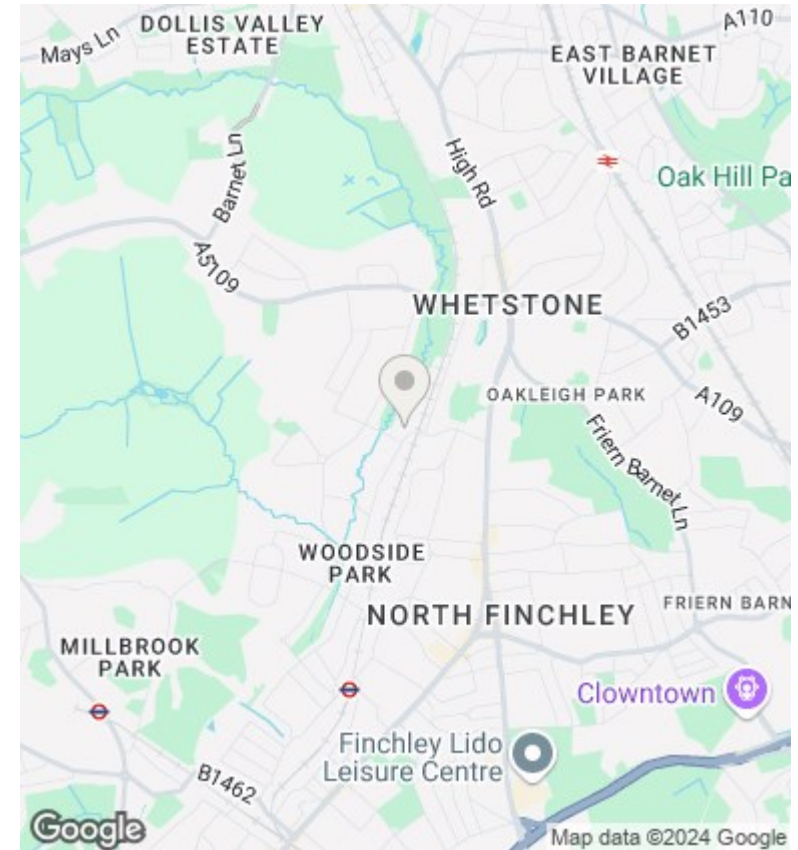 DOLLIS VALLEY
ESTATE
Mays Ln
A110
EAST BARNET
VILLAGE
Barnet Ln
High Rd
Oak Hill Pa
A5109
WHETSTONE
B1453
OAKLEIGH PARK
A109
Friern Barnet Ln
WOODSIDE
PARK
NORTH FINCHLEY
FRIERN BARN
MILLBROOK
PARK
Clowntown
Finchley Lido
Leisure Centre
B1462
Google
Map data ©2024 Google